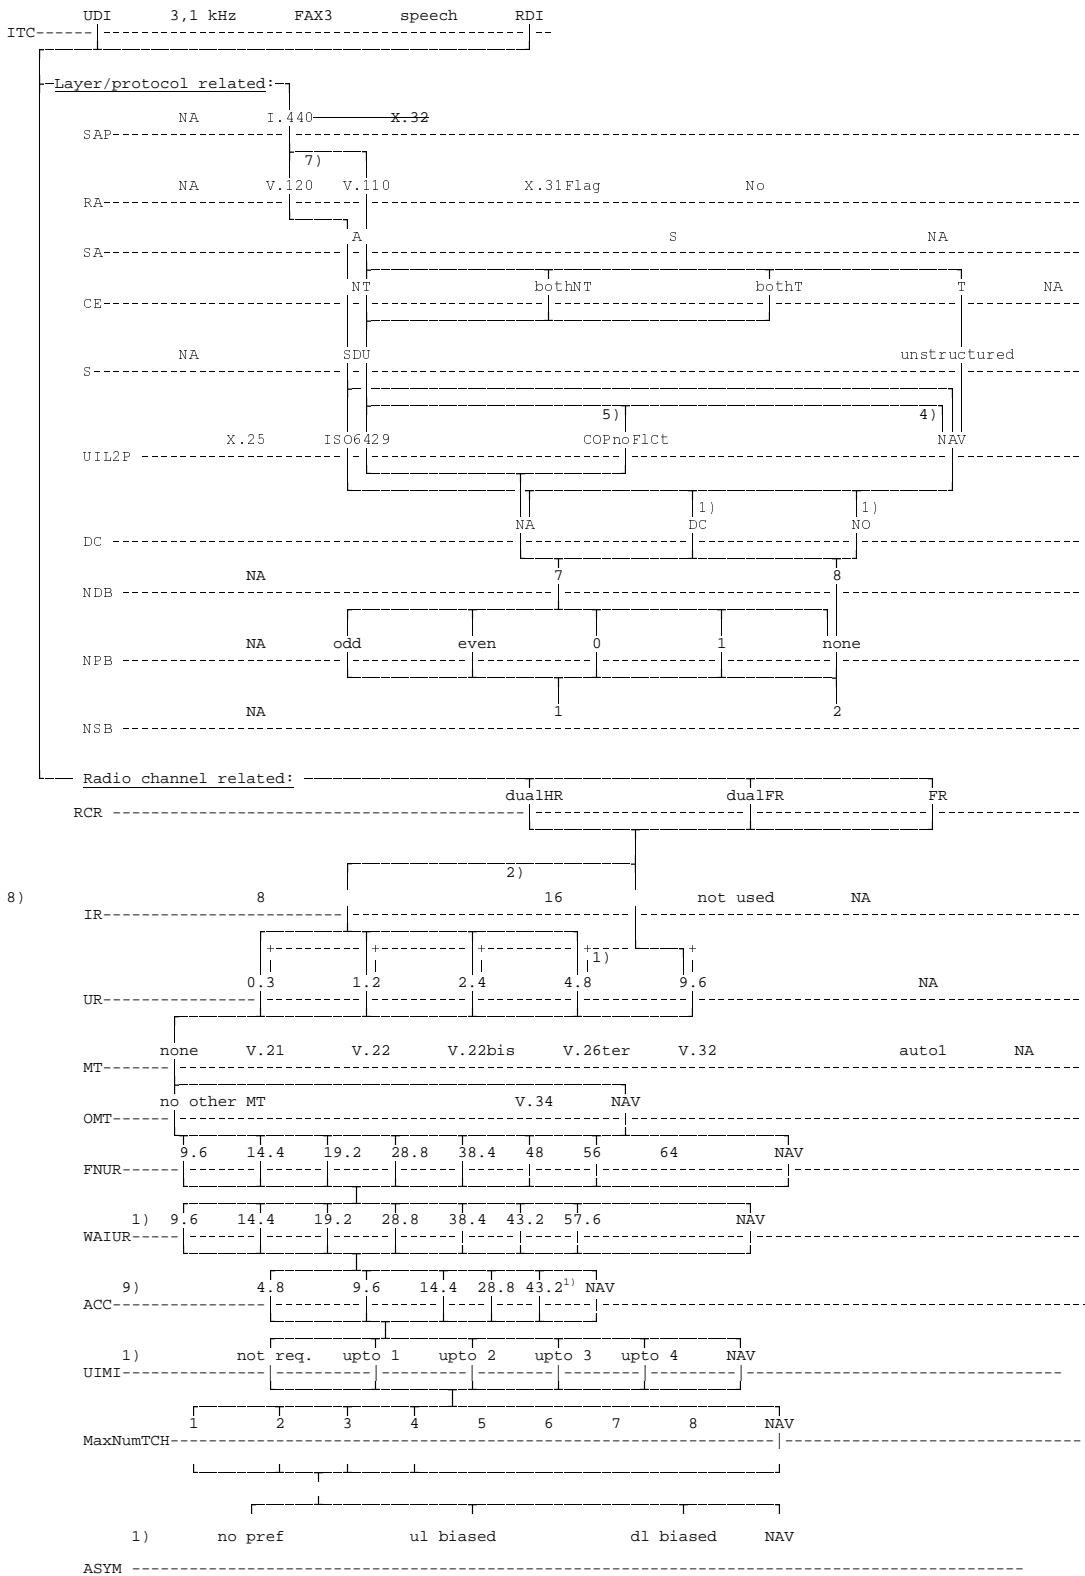 UDI 3,1 kHz FAX3 speech RDI
ITC
Layer/protocol related:
NA I.440 X.32
SAP
7)
NA V.120 V.110 X.31Flag No
RA
A S NA
SA
NT bothNT bothT T NA
CE
NA SDU unstructured
S
5) 4)
X.25 ISO6429 COPnoFlCt NAV
UIL2P
1) 1)
NA DC NO
DC
NA 7 8
NDB
NA odd even 0 1 none
NPB
NA 1 2
NSB
Radio channel related:
dualHR dualFR FR
RCR
2)
8) 8 16 not used NA
IR
1)
0.3 1.2 2.4 4.8 9.6 NA
UR
none V.21 V.22 V.22bis V.26ter V.32 auto1 NA
MT
no other MT V.34 NAV
OMT
9.6 14.4 19.2 28.8 38.4 48 56 64 NAV
FNUR
1) 9.6 14.4 19.2 28.8 38.4 43.2 57.6 NAV
WAIUR
9) 4.8 9.6 14.4 28.8 43.2 1) NAV
ACC
1) not req. upto 1 upto 2 upto 3 upto 4 NAV
UIMI
1 2 3 4 5 6 7 8 NAV
MaxNumTCH
1) no pref ul biased dl biased NAV
ASYM